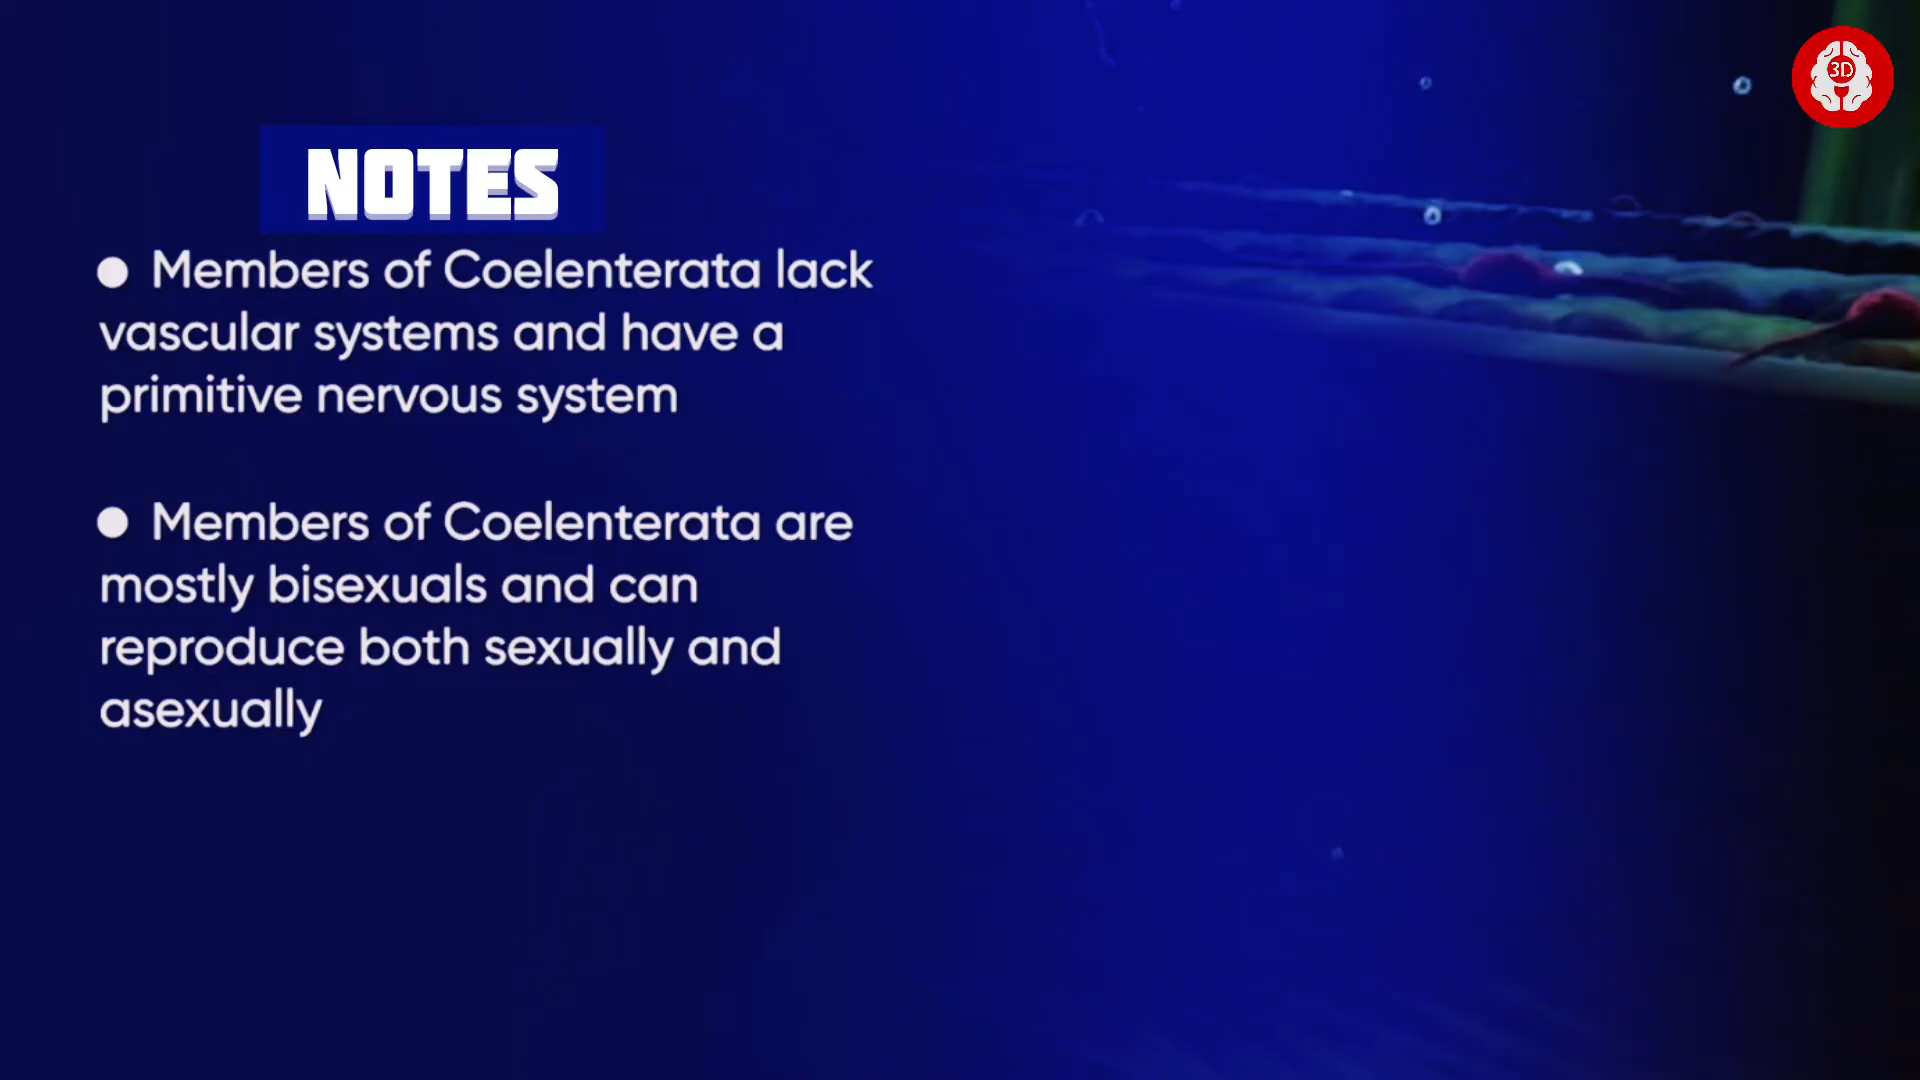 3D
NOTES
● Members of Coelenterata lack
vascular systems and have a
primitive nervous system
● Members of Coelenterata are
mostly bisexuals and can
reproduce both sexually and
asexually